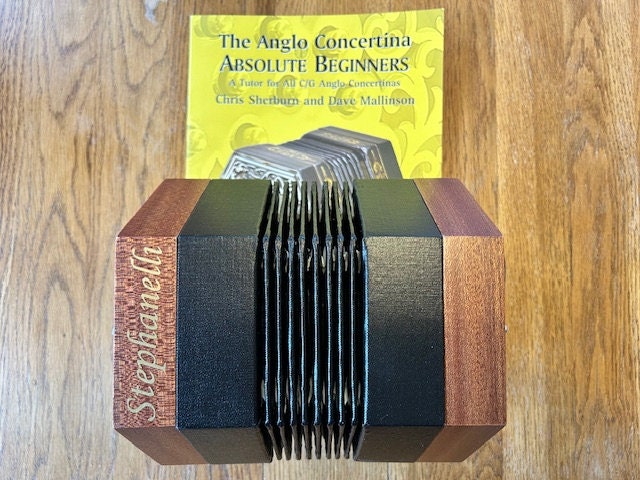 The Anglo Concertina
ABSOLUTE BEGINNERS
A Tutor for All C/G Anglo Concertinas
Chris Sherburn and Dave Mallinson
Stephanelli